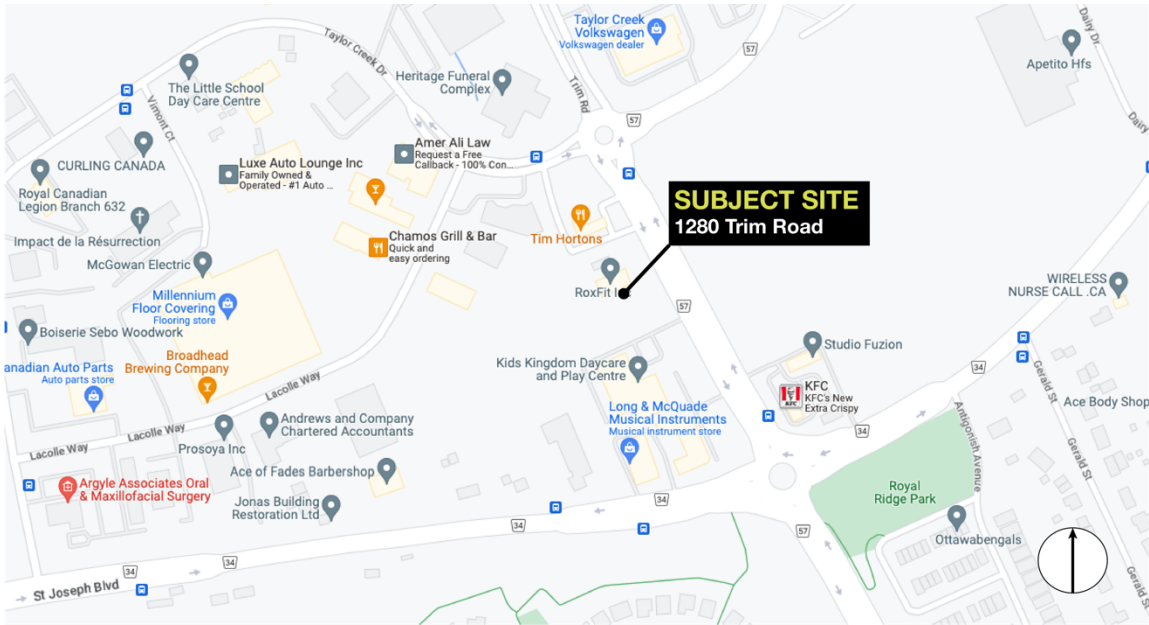 Taylor Creek
Volkswagen
Volkswagen dealer
57
Dairy Dr.
Apetito Hfs
Taylor Creek Dr
Heritage Funeral
Complex
Trim Rd
The Little School
Day Care Centre
Vimont Ct
57
Dairy
CURLING CANADA
Amer Ali Law
Request a Free
Callback - 100% Con...
Luxe Auto Lounge Inc
Family Owned &
Operated - #1 Auto ...
Royal Canadian
Legion Branch 632
SUBJECT SITE
1280 Trim Road
Impact de la Résurrection
Chamos Grill & Bar
Quick and
easy ordering
Tim Hortons
McGowan Electric
RoxFit
WIRELESS
NURSE CALL .CA
Millennium
Floor Covering
Flooring store
57
Boiserie Sebo Woodwork
Studio Fuzion
Broadhead
Brewing Company
Kids Kingdom Daycare
and Play Centre
anadian Auto Parts
Auto parts store
34
Gerald St
Lacolle Way
KFC
KFC
KFC's New
Extra Crispy
Ace Body Shop
Long & McQuade
Musical Instruments
Musical instrument store
Andrews and Company
Chartered Accountants
Antigonish Avenue
34
Lacolle Way
Lacolle Way
Prosoya Inc
Gerald St
Ace of Fades Barbershop
Argyle Associates Oral
& Maxillofacial Surgery
Royal
Ridge Park
Jonas Building
Restoration Ltd
34
34
57
Ottawabengals
34
34
St Joseph Blvd
Gerald St